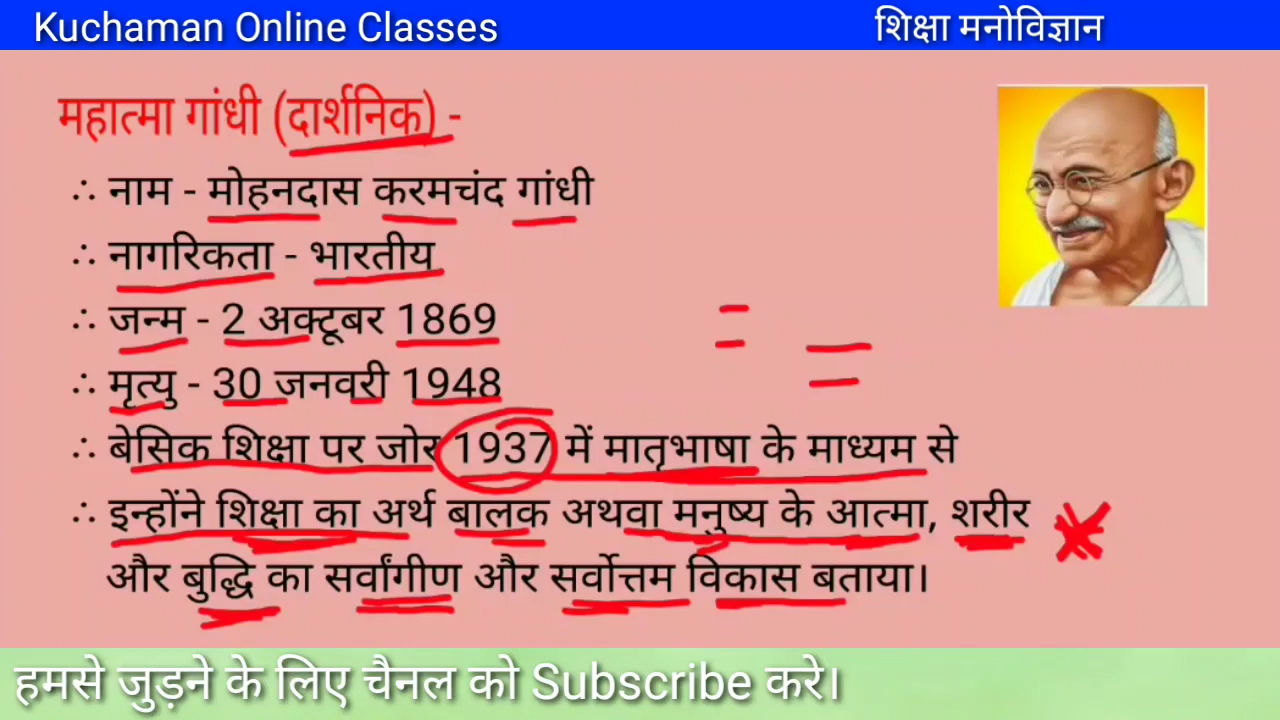 Kuchaman Online Classes
शिक्षा मनोविज्ञान
महात्मा गांधी (दार्शनिक) -
∴ नाम - मोहनदास करमचंद गांधी
∴ नागरिकता - भारतीय
∴ जन्म - 2 अक्टूबर 1869
∴ मृत्यु - 30 जनवरी 1948
∴ बेसिक शिक्षा पर जोर 1937 में मातृभाषा के माध्यम से
∴ इन्होंने शिक्षा का अर्थ बालक अथवा मनुष्य के आत्मा, शरीर
और बुद्धि का सर्वांगीण और सर्वोत्तम विकास बताया।
हमसे जुड़ने के लिए चैनल को Subscribe करे।